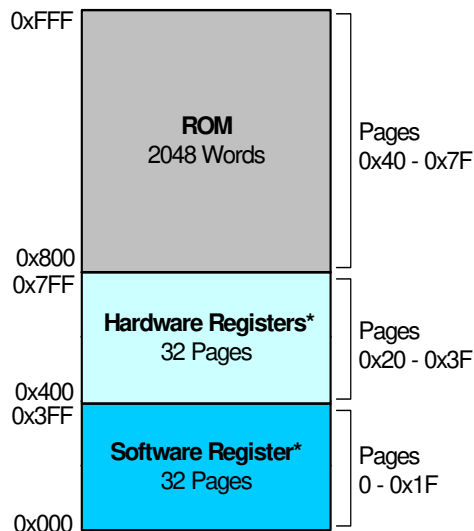 0xFFF
ROM
2048 Words
Pages
0x40 - 0x7F
0x800
0x7FF
Hardware Registers*
32 Pages
Pages
0x20 - 0x3F
0x400
0x3FF
Software Register*
32 Pages
Pages
0 - 0x1F
0x000